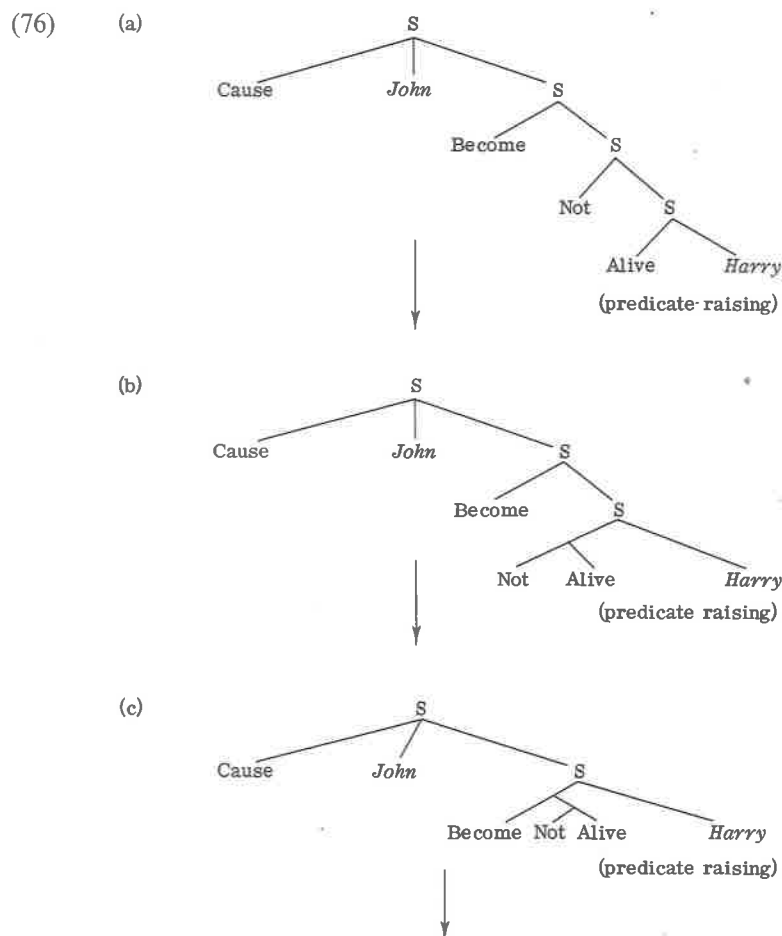 (76) (a) S
Cause John S
Become S
Not S
Alive Harry
(predicate-raising)
(b) S
Cause John S
Become S
Not Alive Harry
(predicate raising)
(c) S
Cause John S
Become Not Alive Harry
(predicate raising)